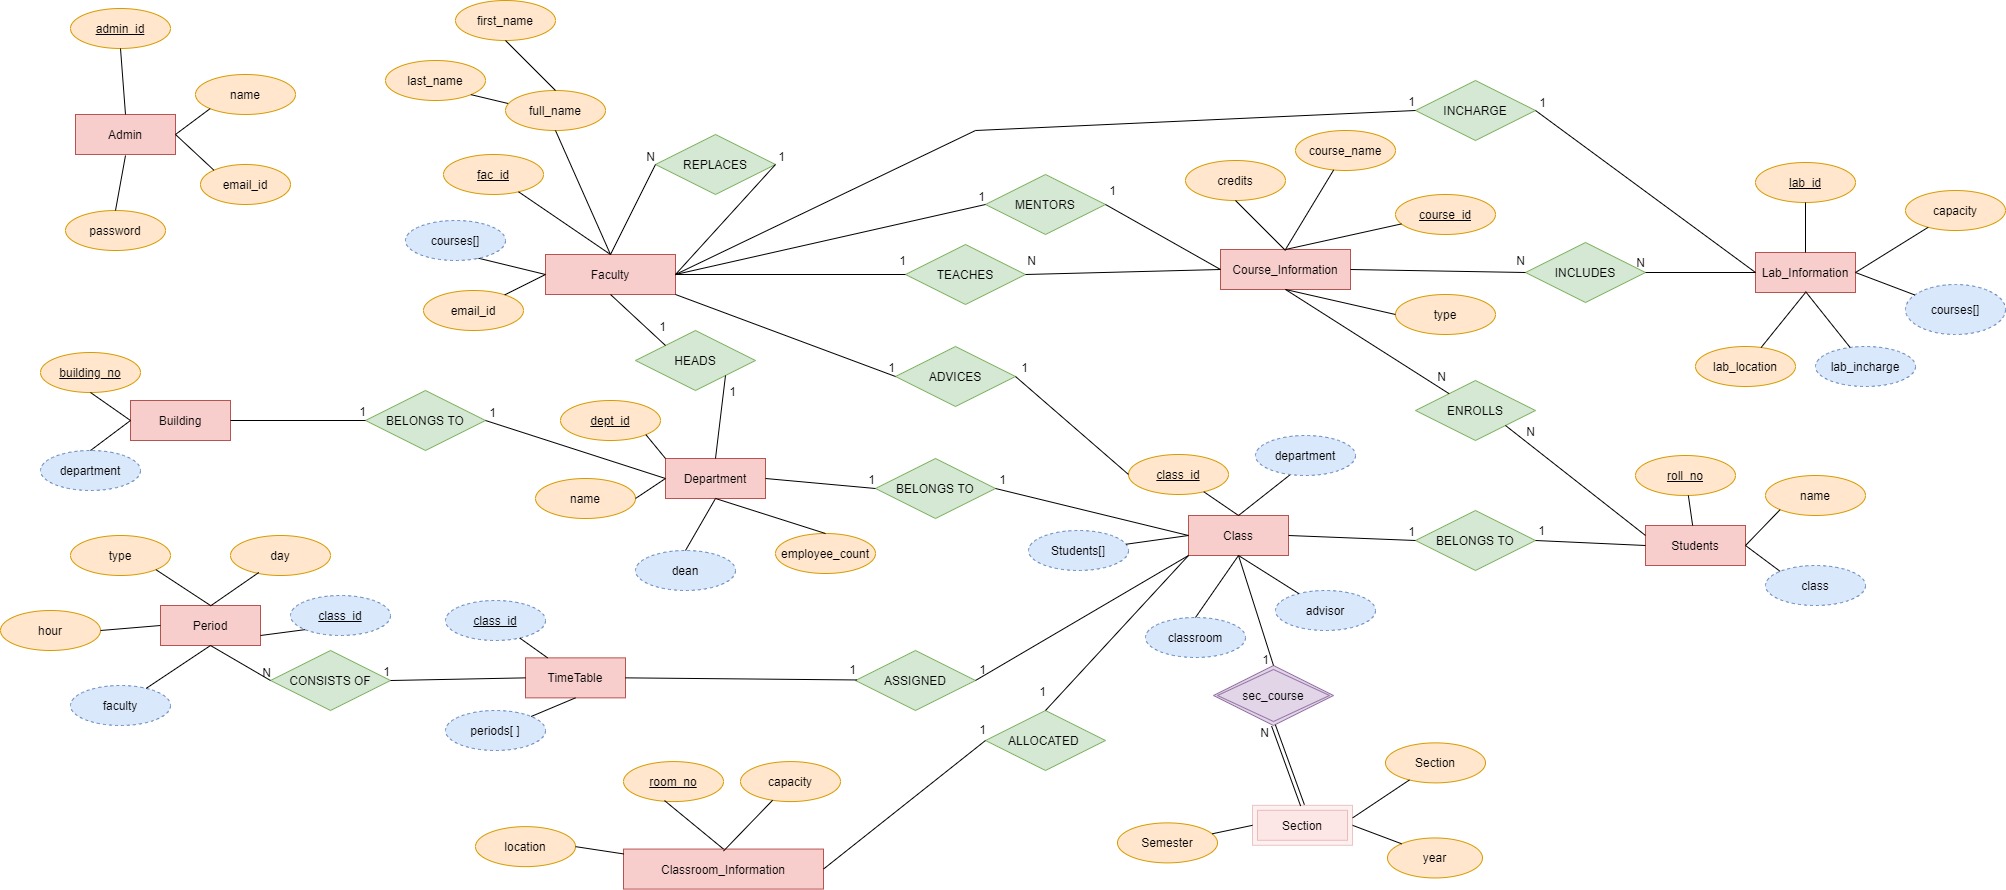 first_name
admin_id
last_name
name
full_name
INCHARGE
1
1
Admin
course_name
REPLACES
N
1
fac_id
credits
lab_id
email_id
MENTORS
1
1
course_id
capacity
password
courses[]
Faculty
TEACHES
1
N
Course_Information
INCLUDES
N
N
Lab_Information
email_id
type
courses[]
1
HEADS
1
ADVICES
1
1
lab_location
lab_incharge
building_no
N
ENROLLS
N
Building
1
BELONGS TO
1
dept_id
department
department
class_id
roll_no
name
Department
1
BELONGS TO
1
name
Class
1
BELONGS TO
1
Students
Students[]
type
day
employee_count
dean
class
class_id
advisor
hour
Period
class_id
classroom
N
CONSISTS OF
1
TimeTable
1
ASSIGNED
1
1
sec_course
N
faculty
periods[ ]
1
1
ALLOCATED
room_no
capacity
Section
location
Semester
Section
year
Classroom_Information